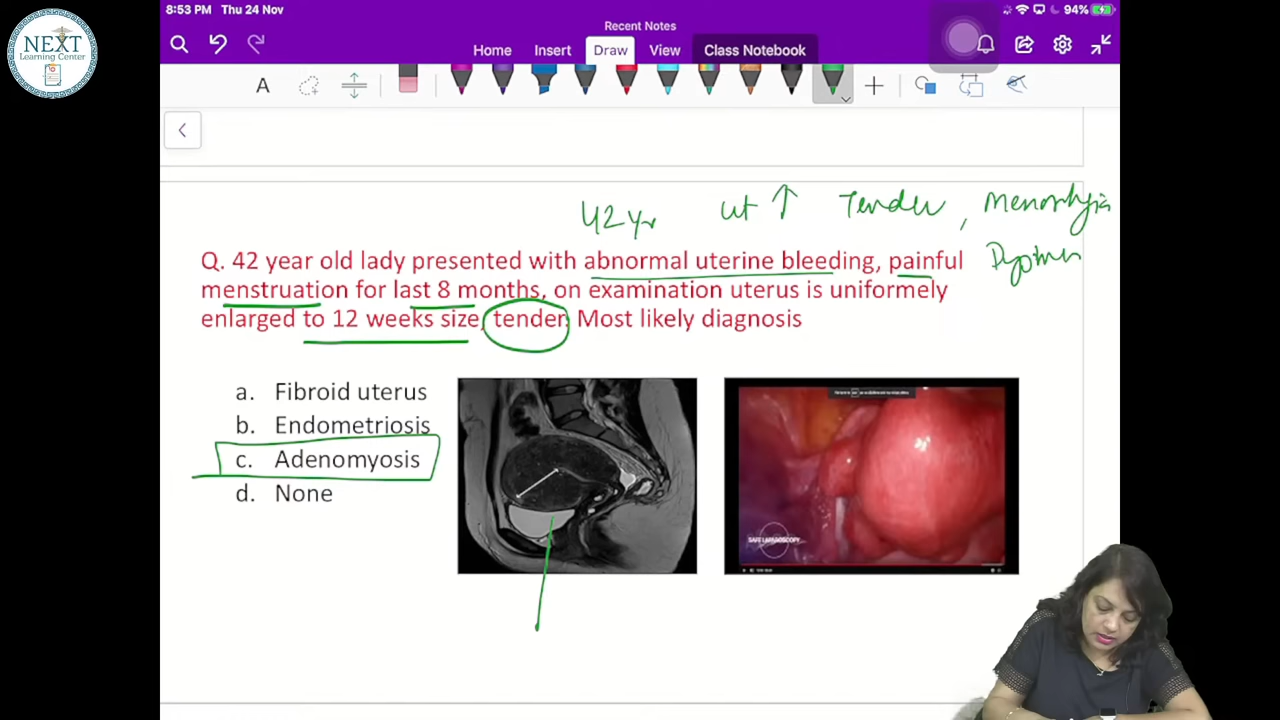 8:53 PM Thu 24 Nov
94%
NEXT
Learning Center
Recent Notes
Home Insert Draw View Class Notebook
A
42 yr ut ↑ Tender,
Q. 42 year old lady presented with abnormal uterine bleeding, painful
menstruation for last 8 months, on examination uterus is uniformely
enlarged to 12 weeks size, tender. Most likely diagnosis
a. Fibroid uterus
b. Endometriosis
c. Adenomyosis
d. None
SAFE LAPAROSCOPY